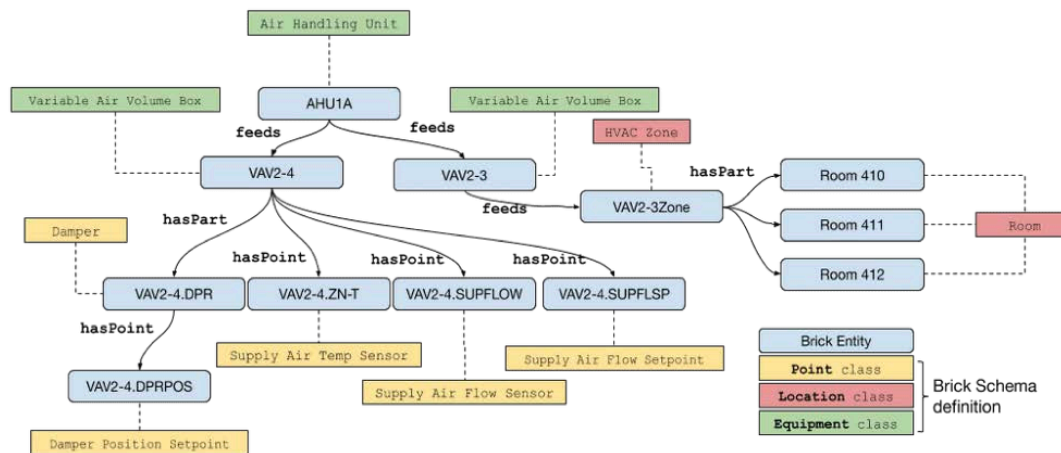 Air Handling Unit
Variable Air Volume Box
AHU1A
Variable Air Volume Box
feeds
feeds
HVAC Zone
VAV2-4
VAV2-3
hasPart
Room 410
feeds
VAV2-3Zone
Room 411
Room
Room 412
hasPart
Damper
hasPoint
hasPoint
hasPoint
VAV2-4.DPR
VAV2-4.ZN-T
VAV2-4.SUPFLOW
VAV2-4.SUPFLSP
hasPoint
Supply Air Temp Sensor
Supply Air Flow Setpoint
VAV2-4.DPRPOS
Supply Air Flow Sensor
Damper Position Setpoint
Brick Entity
Point class
Location class
Equipment class
Brick Schema
definition